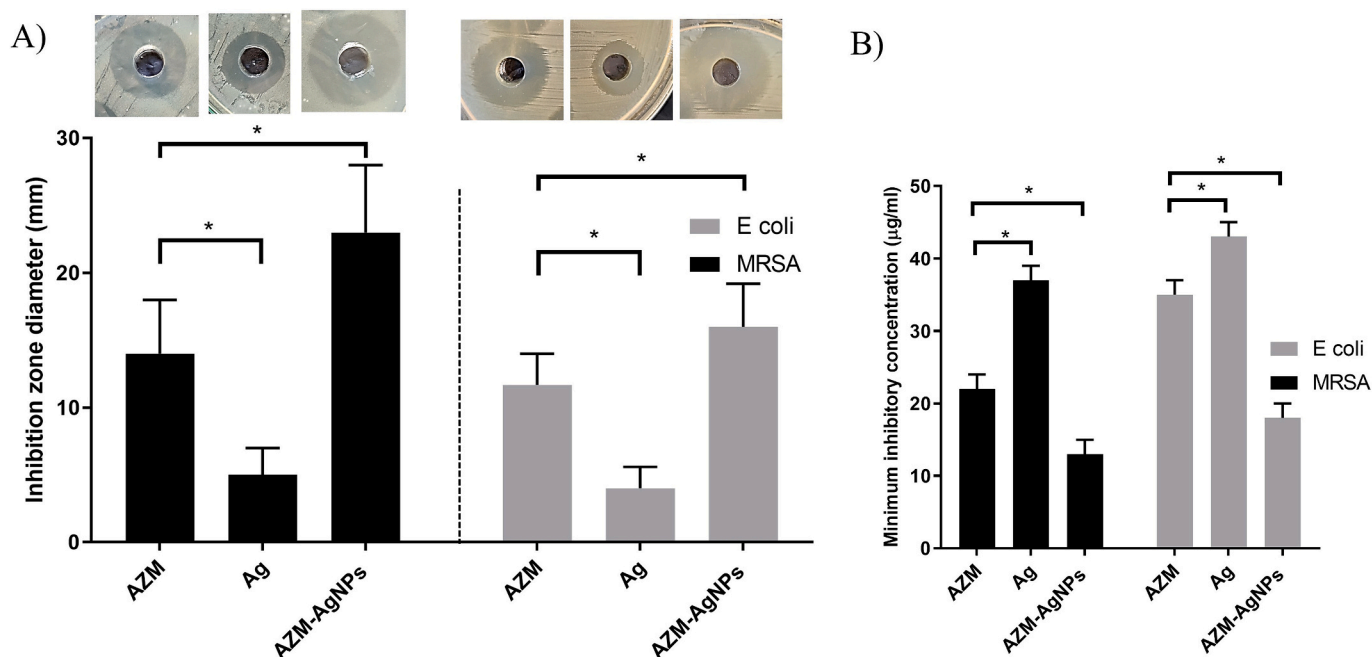 A)
30
20
10
0
Inhibition zone diameter (mm)
*
*
*
*
E coli
MRSA
AZM
Ag
AZM-AgNPs
AZM
Ag
AZM-AgNPs
B)
50
40
30
20
10
0
Minimum inhibitory concentration (µg/ml)
*
*
*
*
E coli
MRSA
AZM
Ag
AZM-AgNPs
AZM
Ag
AZM-AgNPs